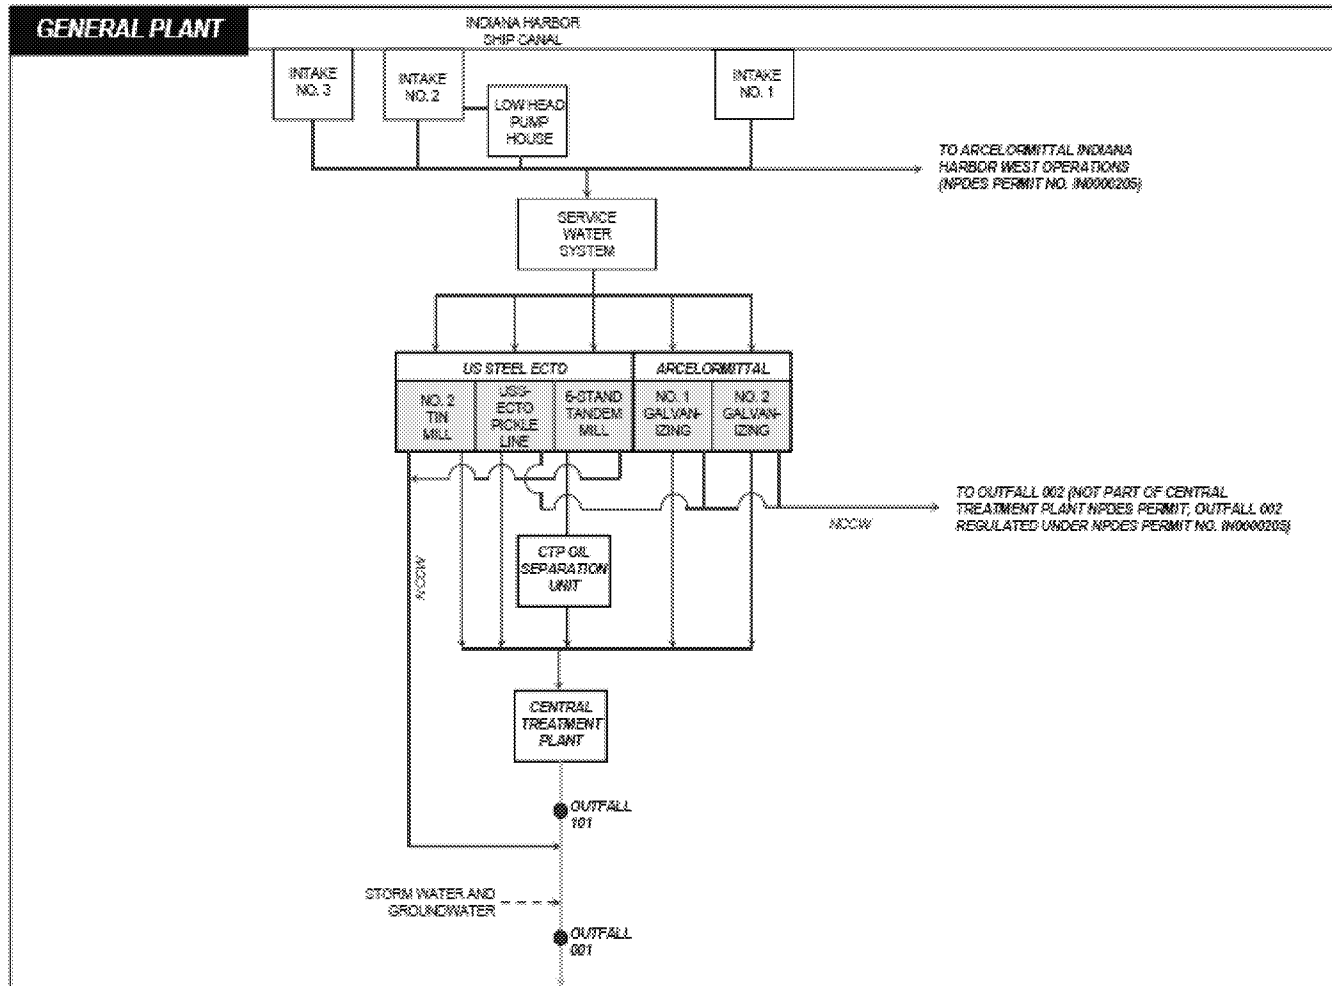 GENERAL PLANT
INDIANA HARBOR
SHIP CANAL
INTAKE
NO. 3
INTAKE
NO. 2
LOW HEAD
PUMP
HOUSE
INTAKE
NO. 1
TO ARCELORMITTAL INDIANA
HARBOR WEST OPERATIONS
(NPDES PERMIT NO. IN0000205)
SERVICE
WATER
SYSTEM
US STEEL ECTO
ARCELORMITTAL
NO. 2
TIN
MILL
USS-
ECTO
PICKLE
LINE
6-STAND
TANDEM
MILL
NO. 1
GALVAN-
IZING
NO. 2
GALVAN-
IZING
TO OUTFALL 002 (NOT PART OF CENTRAL
TREATMENT PLANT NPDES PERMIT, OUTFALL 002
REGULATED UNDER NPDES PERMIT NO. IN0000205)
NCCW
NCCW
CTP OIL
SEPARATION
UNIT
CENTRAL
TREATMENT
PLANT
OUTFALL
101
STORM WATER AND
GROUNDWATER
OUTFALL
001